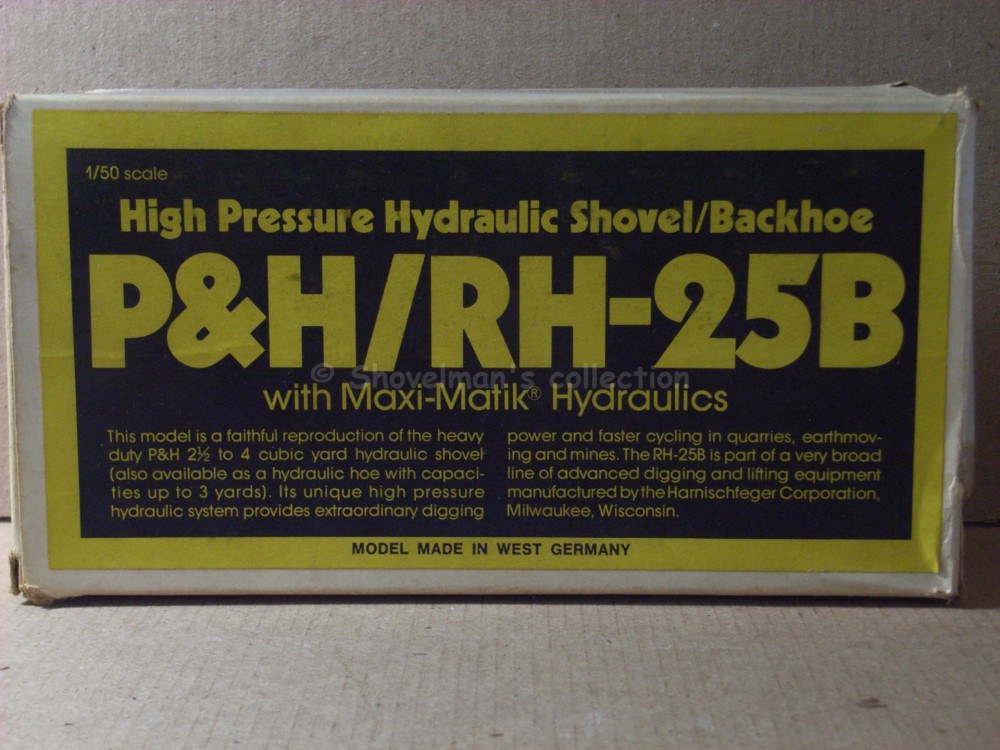 1/50 scale
High Pressure Hydraulic Shovel/Backhoe
P&H/RH-25B
© Shovelman's collection
with Maxi-Matik® Hydraulics
This model is a faithful reproduction of the heavy
duty P&H 2½ to 4 cubic yard hydraulic shovel
(also available as a hydraulic hoe with capaci-
ties up to 3 yards). Its unique high pressure
hydraulic system provides extraordinary digging
power and faster cycling in quarries, earthmov-
ing and mines. The RH-25B is part of a very broad
line of advanced digging and lifting equipment
manufactured by the Harnischfeger Corporation,
Milwaukee, Wisconsin.
MODEL MADE IN WEST GERMANY